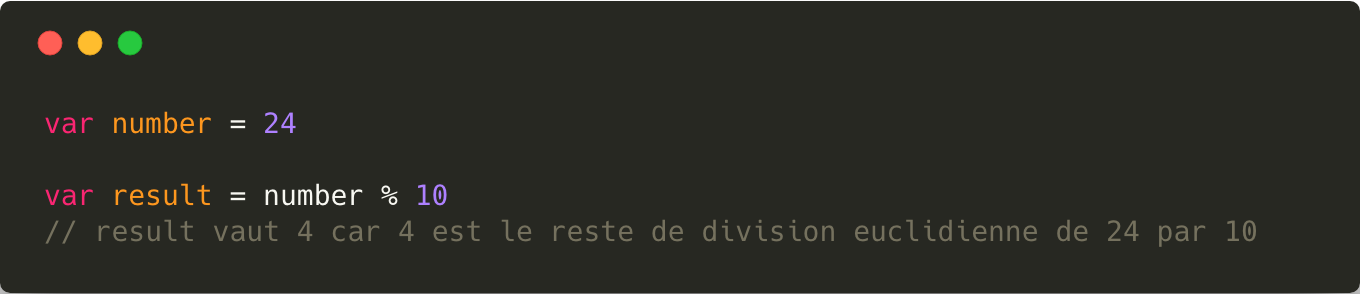 var number = 24
var result = number % 10
// result vaut 4 car 4 est le reste de division euclidienne de 24 par 10